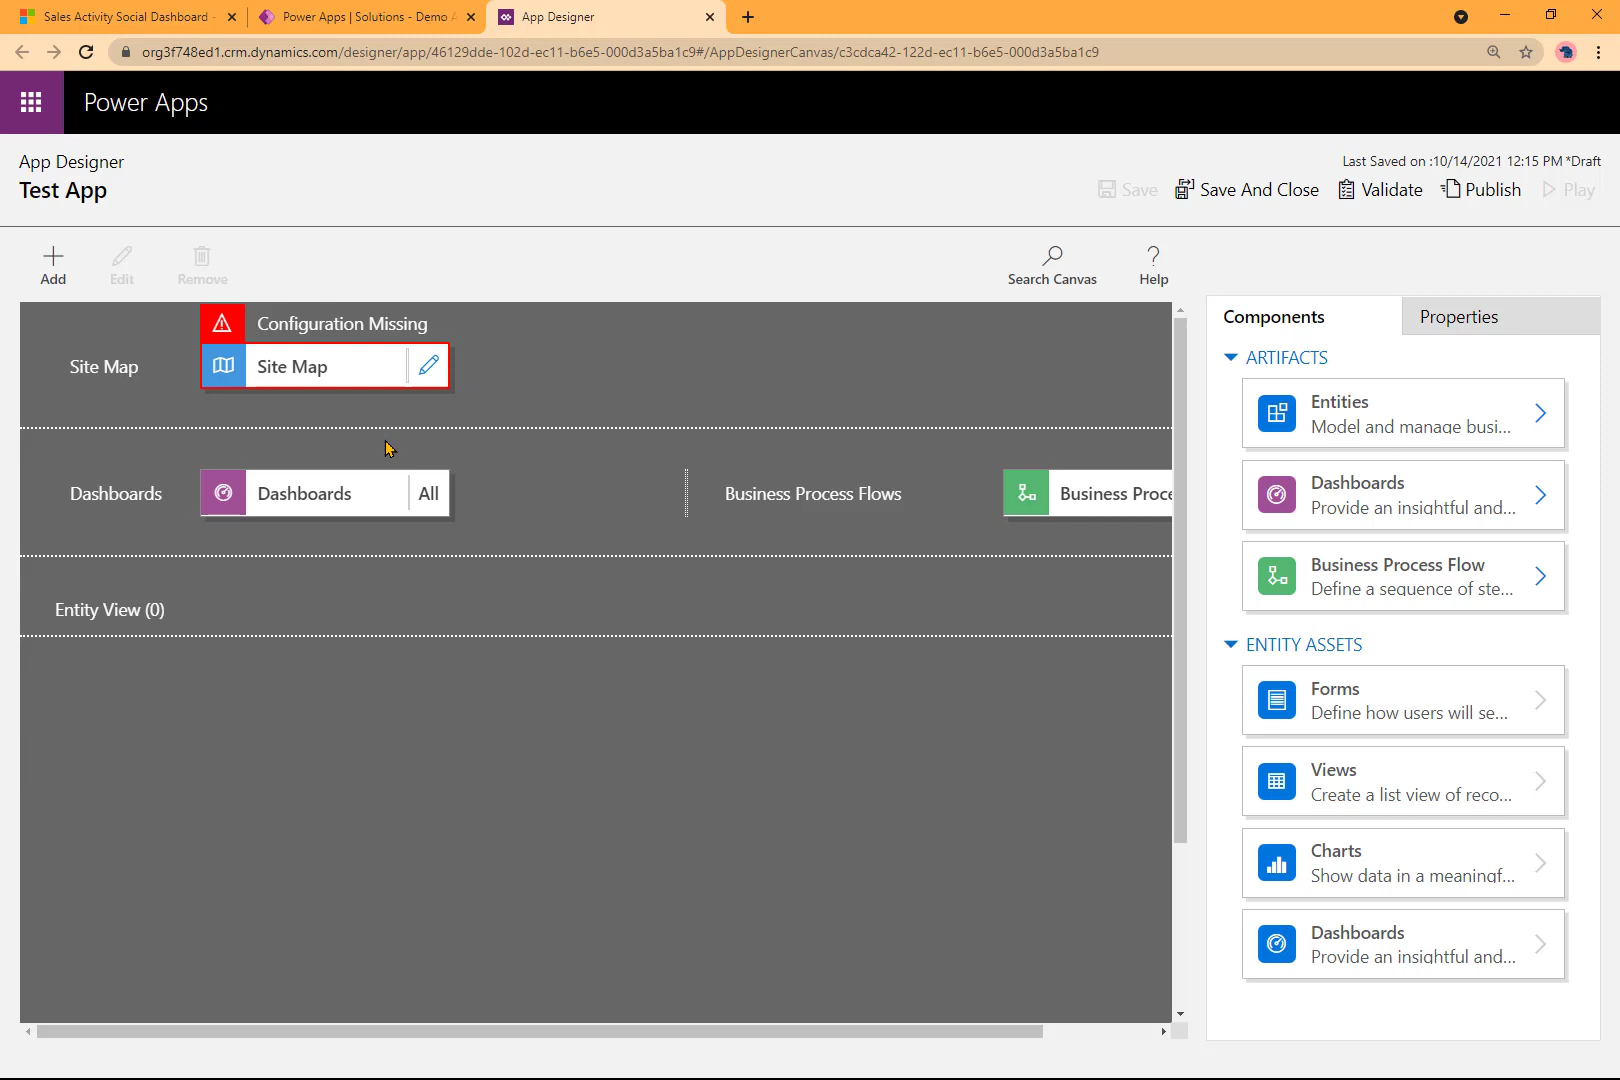 Sales Activity Social Dashboard -
Power Apps | Solutions - Demo A
App Designer
org3f748ed1.crm.dynamics.com/designer/app/46129dde-102d-ec11-b6e5-000d3a5ba1c9#/AppDesignerCanvas/c3cdca42-122d-ec11-b6e5-000d3a5ba1c9
Power Apps
App Designer
Test App
Last Saved on :10/14/2021 12:15 PM *Draft
Save
Save And Close
Validate
Publish
Play
Add
Edit
Remove
Search Canvas
Help
Configuration Missing
Site Map
Site Map
Dashboards
Dashboards
All
Business Process Flows
Business Proce
Entity View (0)
Components
Properties
ARTIFACTS
Entities
Model and manage busi...
Dashboards
Provide an insightful and...
Business Process Flow
Define a sequence of ste...
ENTITY ASSETS
Forms
Define how users will se...
Views
Create a list view of reco...
Charts
Show data in a meaningf...
Dashboards
Provide an insightful and...